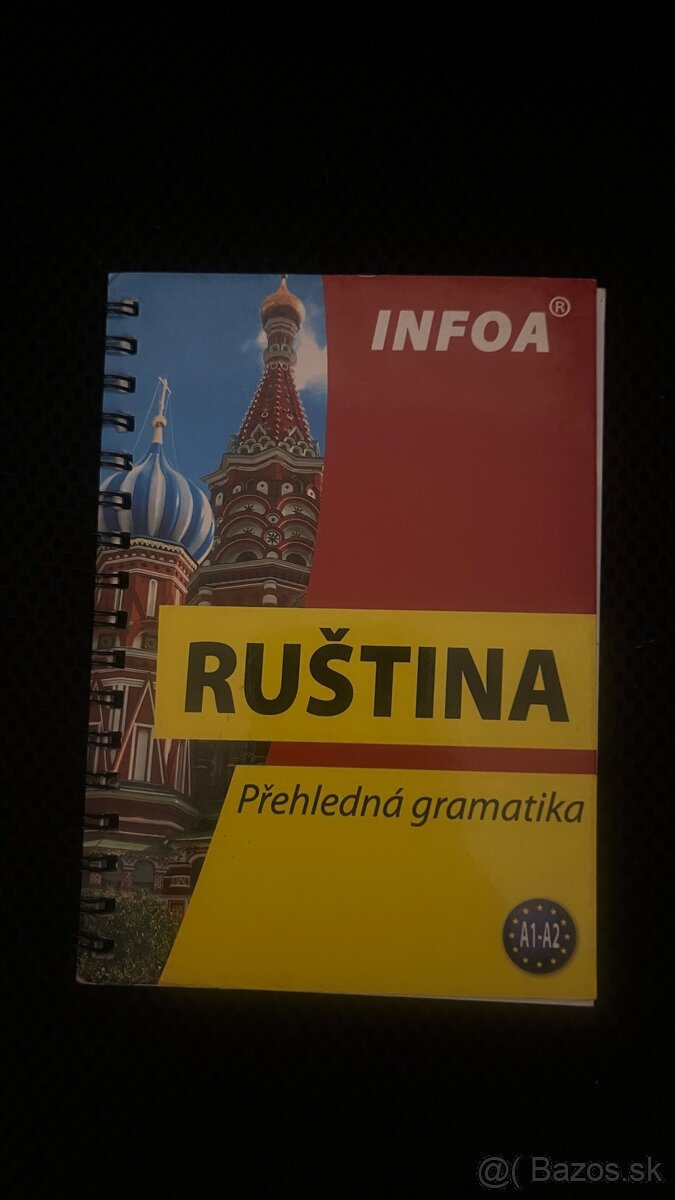 INFOA®
RUŠTINA
Přehledná gramatika
A1-A2
@( Bazos.sk